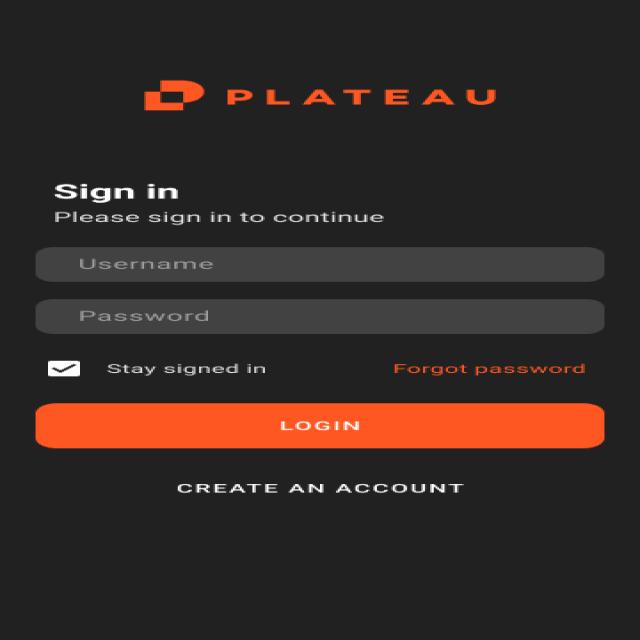 PLATEAU
Sign in
Please sign in to continue
Username
Password
Stay signed in Forgot password
LOGIN
CREATE AN ACCOUNT